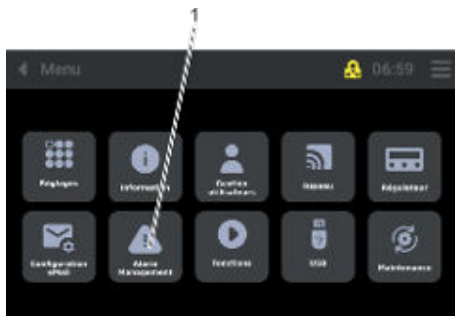 1
Menu
06:59
Réglages
Information
Gestion
utilisateurs
Réseau
Régulateur
Configuration
eMail
Alarm
Management
Fonctions
USB
Maintenance